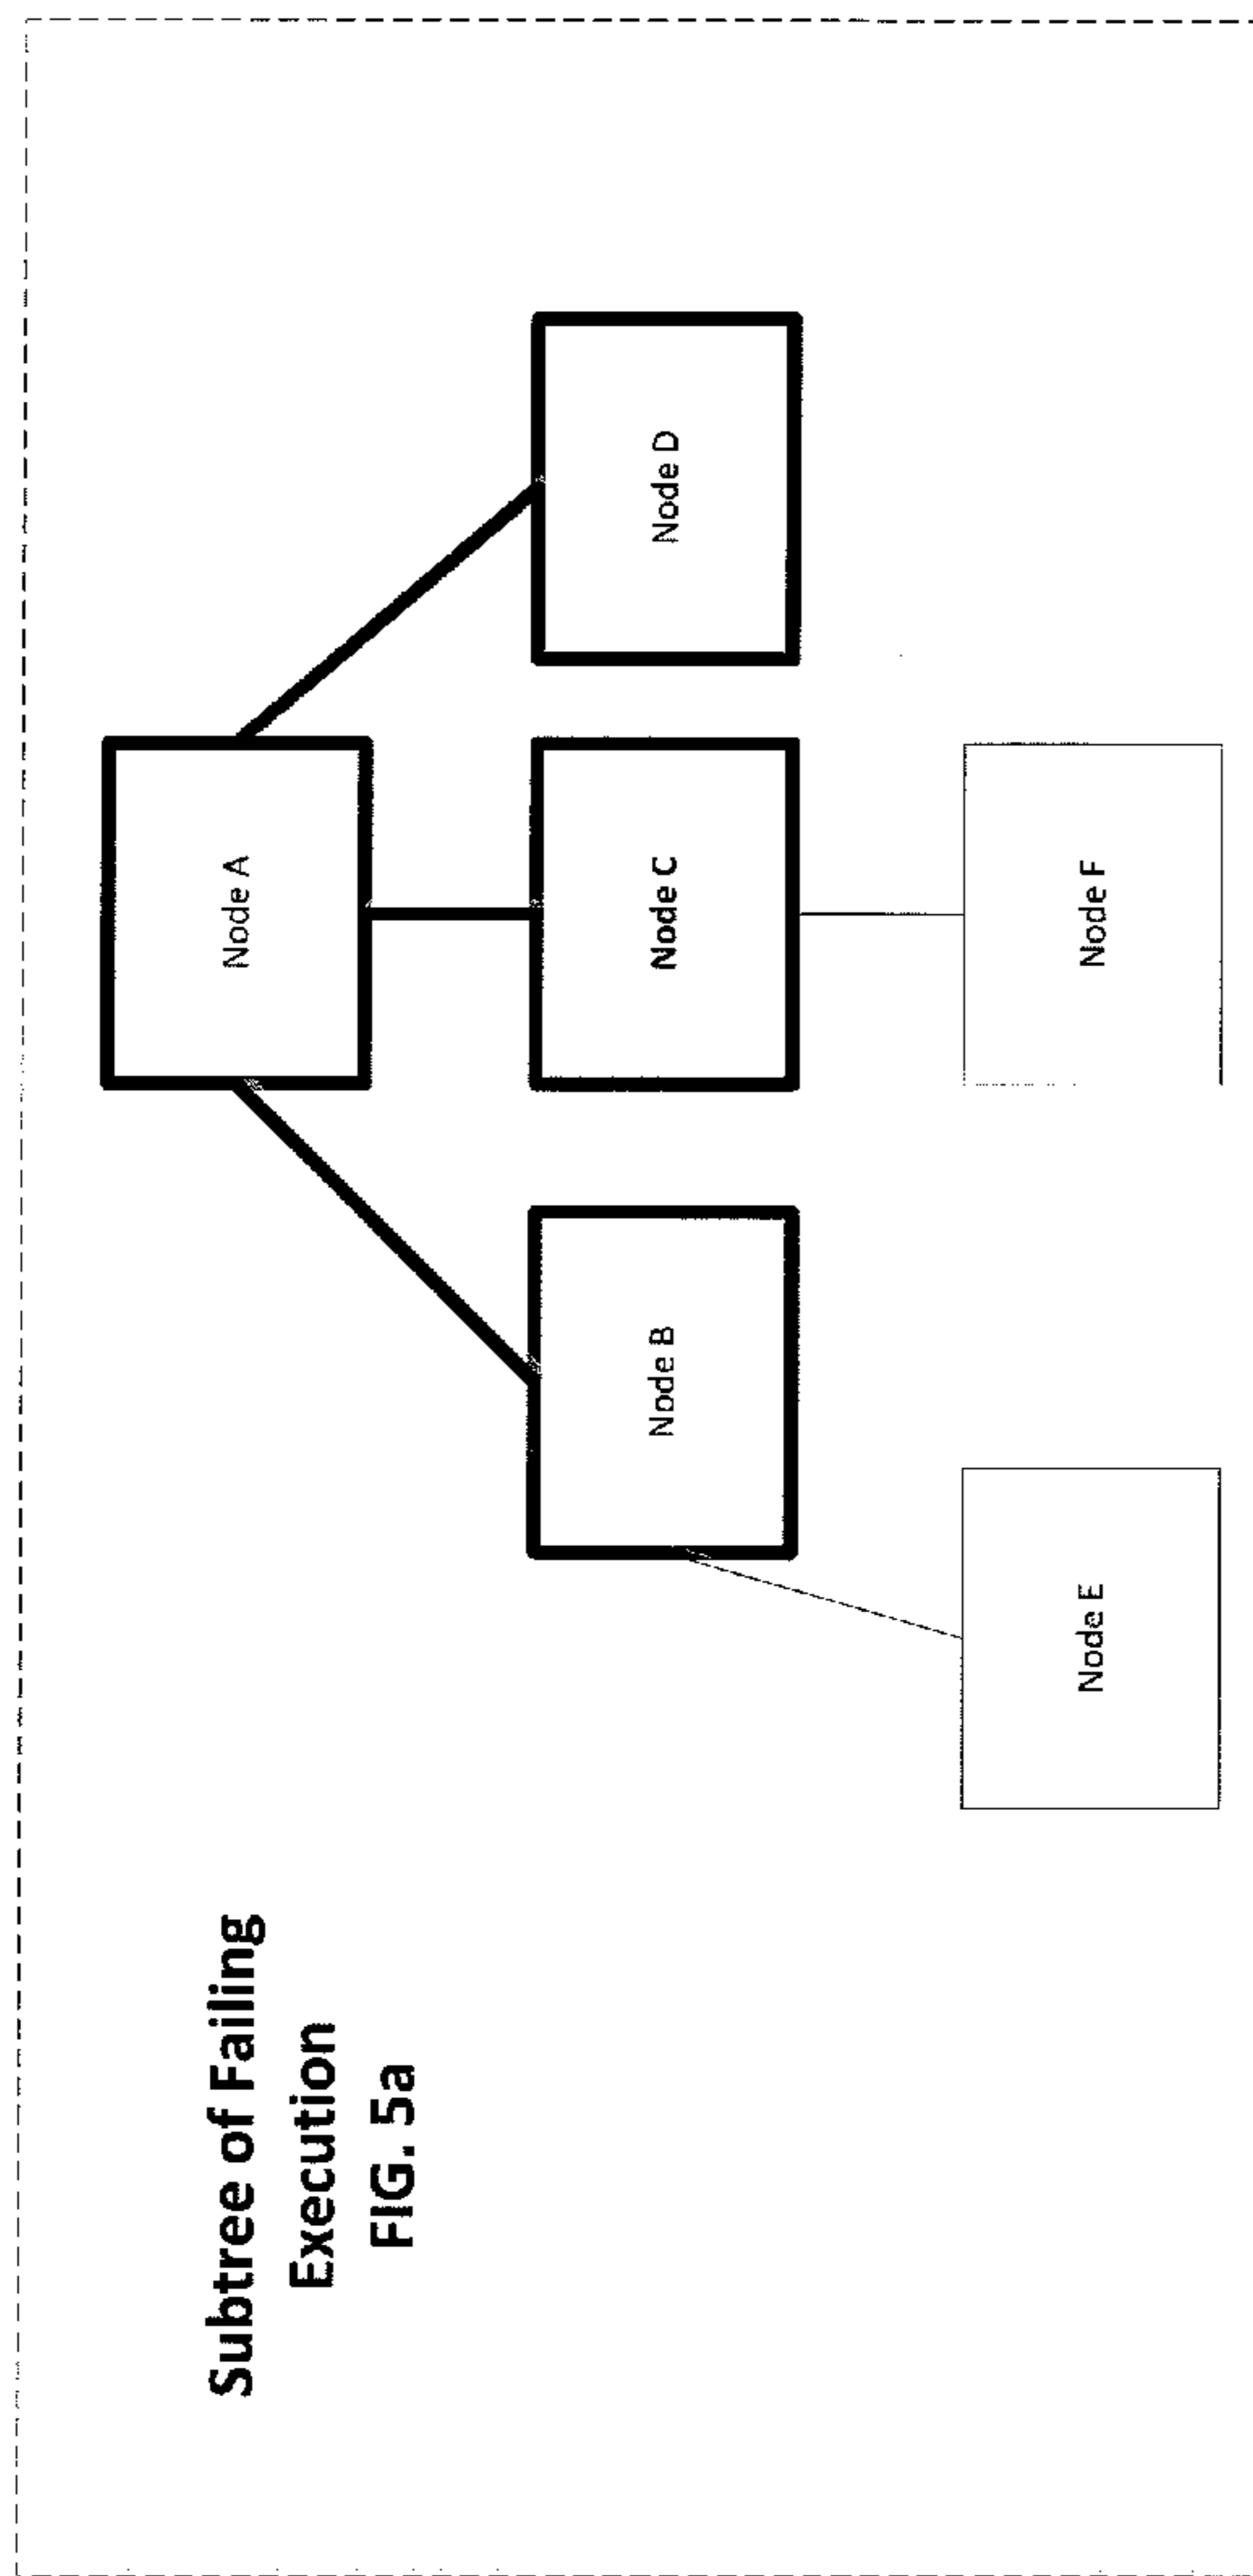 Subtree of Failing
Execution
FIG. 5a
Node A
Node B
Node C
Node D
Node E
Node F